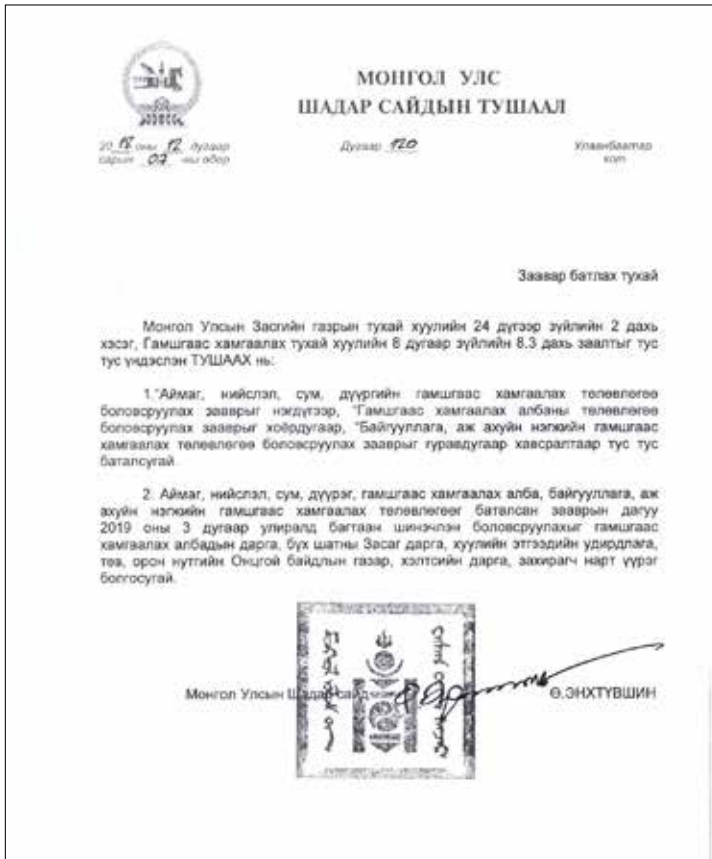 МОНГОЛ УЛС
ШАДАР САЙДЫН ТУШААЛ
2018 оны 12 дугаар
сарын 07 -ны өдөр
Дугаар 120
Улаанбаатар
хот
Заавар батлах тухай
Монгол Улсын Засгийн газрын тухай хуулийн 24 дүгээр зүйлийн 2 дахь
хэсэг, Гамшгаас хамгаалах тухай хуулийн 8 дугаар зүйлийн 8.3 дахь заалтыг тус
тус үндэслэн ТУШААХ нь:
1."Аймаг, нийслэл, сум, дүүргийн гамшгаас хамгаалах төлөвлөгөө
боловсруулах зааврыг нэгдүгээр, "Гамшгаас хамгаалах албаны төлөвлөгөө
боловсруулах зааврыг хоёрдугаар, "Байгууллага, аж ахуйн нэгжийн гамшгаас
хамгаалах төлөвлөгөө боловсруулах зааврыг гуравдугаар хавсралтаар тус тус
баталсугай.
2. Аймаг, нийслэл, сум, дүүрэг, гамшгаас хамгаалах алба, байгууллага, аж
ахуйн нэгжийн гамшгаас хамгаалах төлөвлөгөөг баталсан зааврын дагуу
2019 оны 3 дугаар улиралд багтаан шинэчлэн боловсруулахыг гамшгаас
хамгаалах албадын дарга, бүх шатны Засаг дарга, хуулийн этгээдийн удирдлага,
төв, орон нутгийн Онцгой байдлын газар, хэлтсийн дарга, захирагч нарт үүрэг
болгосугай.
Монгол Улсын Шадар сайд Ө.ЭНХТҮВШИН